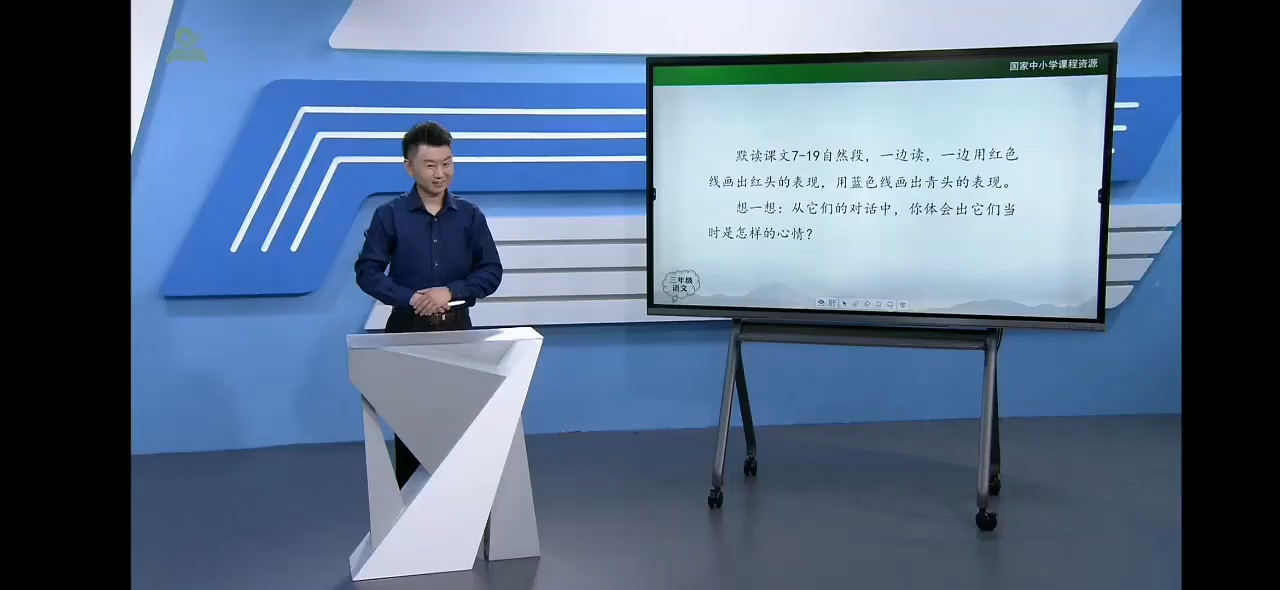 国家中小学课程资源
默读课文7-19自然段，一边读，一边用红色
线画出红头的表现，用蓝色线画出青头的表现。
想一想：从它们的对话中，你体会出它们当
时是怎样的心情？
三年级
语文